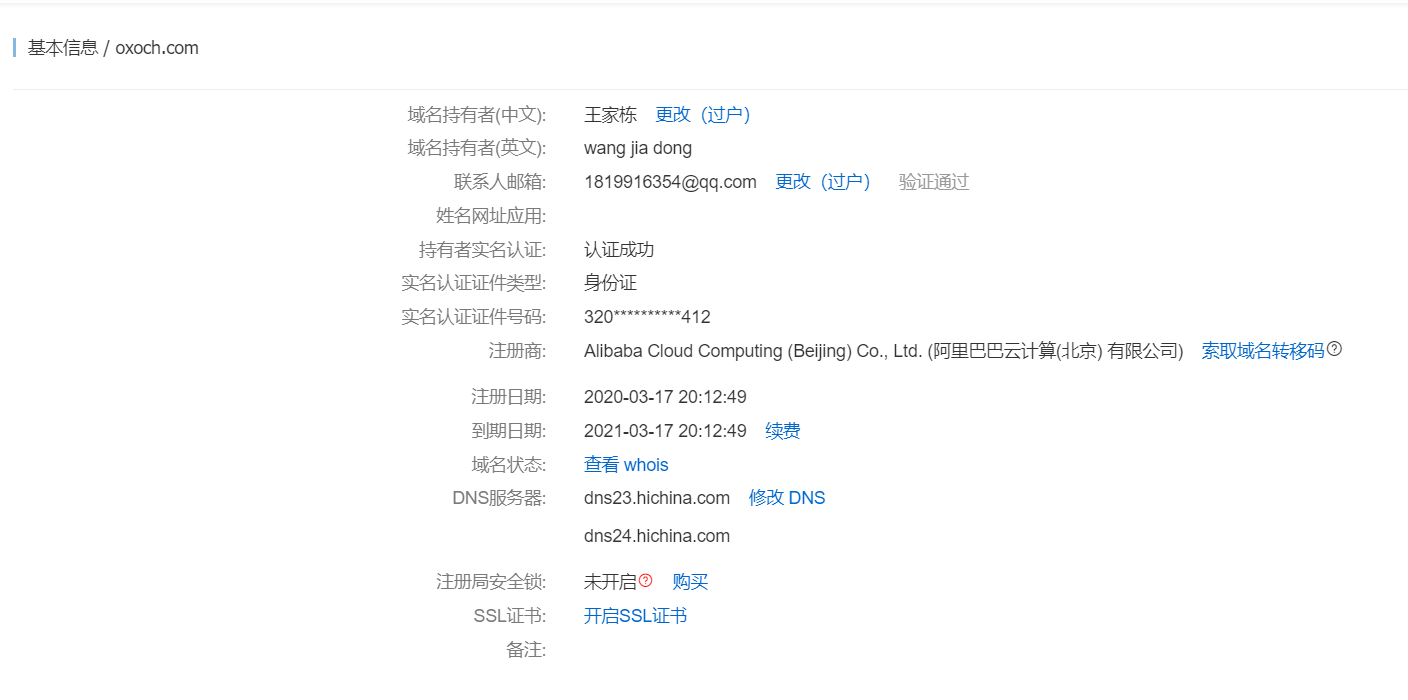 基本信息 / oxoch.com
域名持有者(中文): 王家栋 更改（过户）
域名持有者(英文): wang jia dong
联系人邮箱: 1819916354@qq.com 更改（过户） 验证通过
姓名网址应用:
持有者实名认证: 认证成功
实名认证证件类型: 身份证
实名认证证件号码: 320**********412
注册商: Alibaba Cloud Computing (Beijing) Co., Ltd. (阿里巴巴云计算(北京) 有限公司) 索取域名转移码?
注册日期: 2020-03-17 20:12:49
到期日期: 2021-03-17 20:12:49 续费
域名状态: 查看 whois
DNS服务器: dns23.hichina.com 修改 DNS
dns24.hichina.com
注册局安全锁: 未开启? 购买
SSL证书: 开启SSL证书
备注: